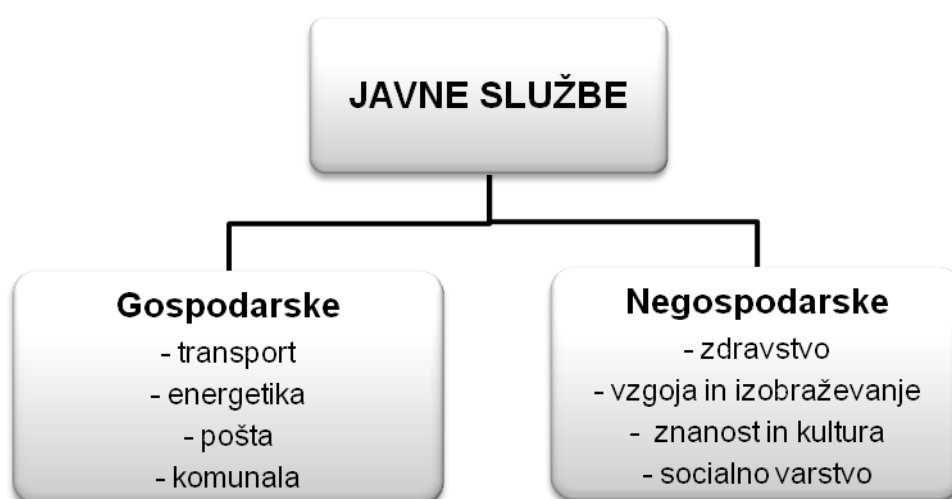 JAVNE SLUŽBE
Gospodarske
- transport
- energetika
- pošta
- komunala
Negospodarske
- zdravstvo
- vzgoja in izobraževanje
- znanost in kultura
- socialno varstvo